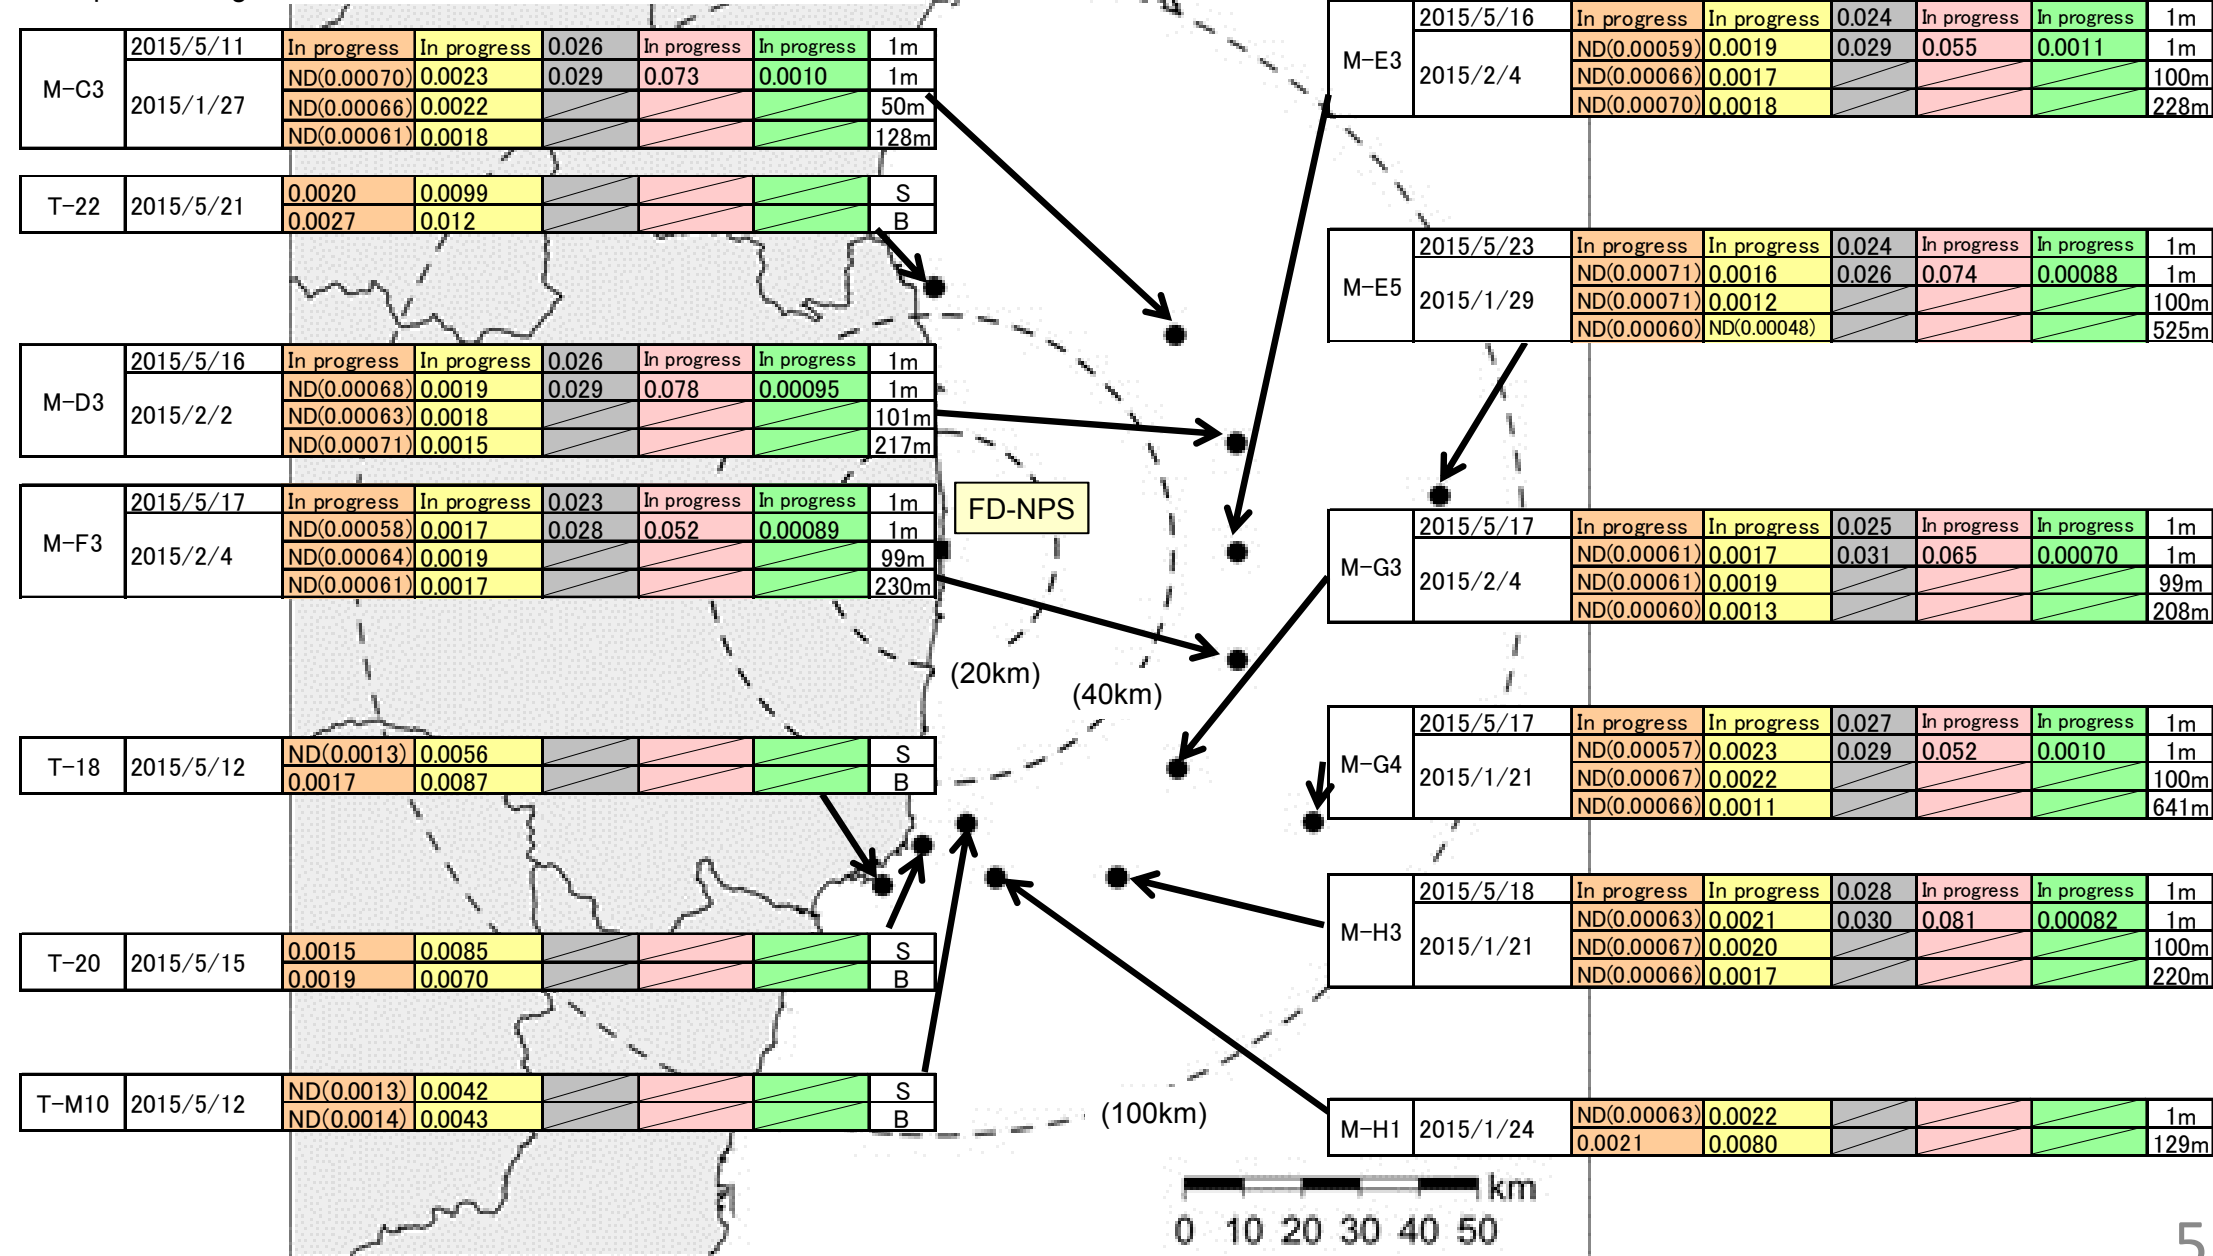 M-C3
2015/5/11 In progress In progress 0.026 In progress In progress 1m
2015/1/27 ND(0.00070) 0.0023 0.029 0.073 0.0010 1m
ND(0.00066) 0.0022 50m
ND(0.00061) 0.0018 128m
T-22 2015/5/21 0.0020 0.0099 S
0.0027 0.012 B
M-D3
2015/5/16 In progress In progress 0.026 In progress In progress 1m
2015/2/2 ND(0.00068) 0.0019 0.029 0.078 0.00095 1m
ND(0.00063) 0.0018 101m
ND(0.00071) 0.0015 217m
M-F3
2015/5/17 In progress In progress 0.023 In progress In progress 1m
2015/2/4 ND(0.00058) 0.0017 0.028 0.052 0.00089 1m
ND(0.00064) 0.0019 99m
ND(0.00061) 0.0017 230m
T-18 2015/5/12 ND(0.0013) 0.0056 S
0.0017 0.0087 B
T-20 2015/5/15 0.0015 0.0085 S
0.0019 0.0070 B
T-M10 2015/5/12 ND(0.0013) 0.0042 S
ND(0.0014) 0.0043 B
FD-NPS
(20km)
(40km)
(100km)
M-E3
2015/5/16 In progress In progress 0.024 In progress In progress 1m
2015/2/4 ND(0.00059) 0.0019 0.029 0.055 0.0011 1m
ND(0.00066) 0.0017 100m
ND(0.00070) 0.0018 228m
M-E5
2015/5/23 In progress In progress 0.024 In progress In progress 1m
2015/1/29 ND(0.00071) 0.0016 0.026 0.074 0.00088 1m
ND(0.00071) 0.0012 100m
ND(0.00060) ND(0.00048) 525m
M-G3
2015/5/17 In progress In progress 0.025 In progress In progress 1m
2015/2/4 ND(0.00061) 0.0017 0.031 0.065 0.00070 1m
ND(0.00061) 0.0019 99m
ND(0.00060) 0.0013 208m
M-G4
2015/5/17 In progress In progress 0.027 In progress In progress 1m
2015/1/21 ND(0.00057) 0.0023 0.029 0.052 0.0010 1m
ND(0.00067) 0.0022 100m
ND(0.00066) 0.0011 641m
M-H3
2015/5/18 In progress In progress 0.028 In progress In progress 1m
2015/1/21 ND(0.00063) 0.0021 0.030 0.081 0.00082 1m
ND(0.00067) 0.0020 100m
ND(0.00066) 0.0017 220m
M-H1 2015/1/24 ND(0.00063) 0.0022 1m
0.0021 0.0080 129m
km
0 10 20 30 40 50
5